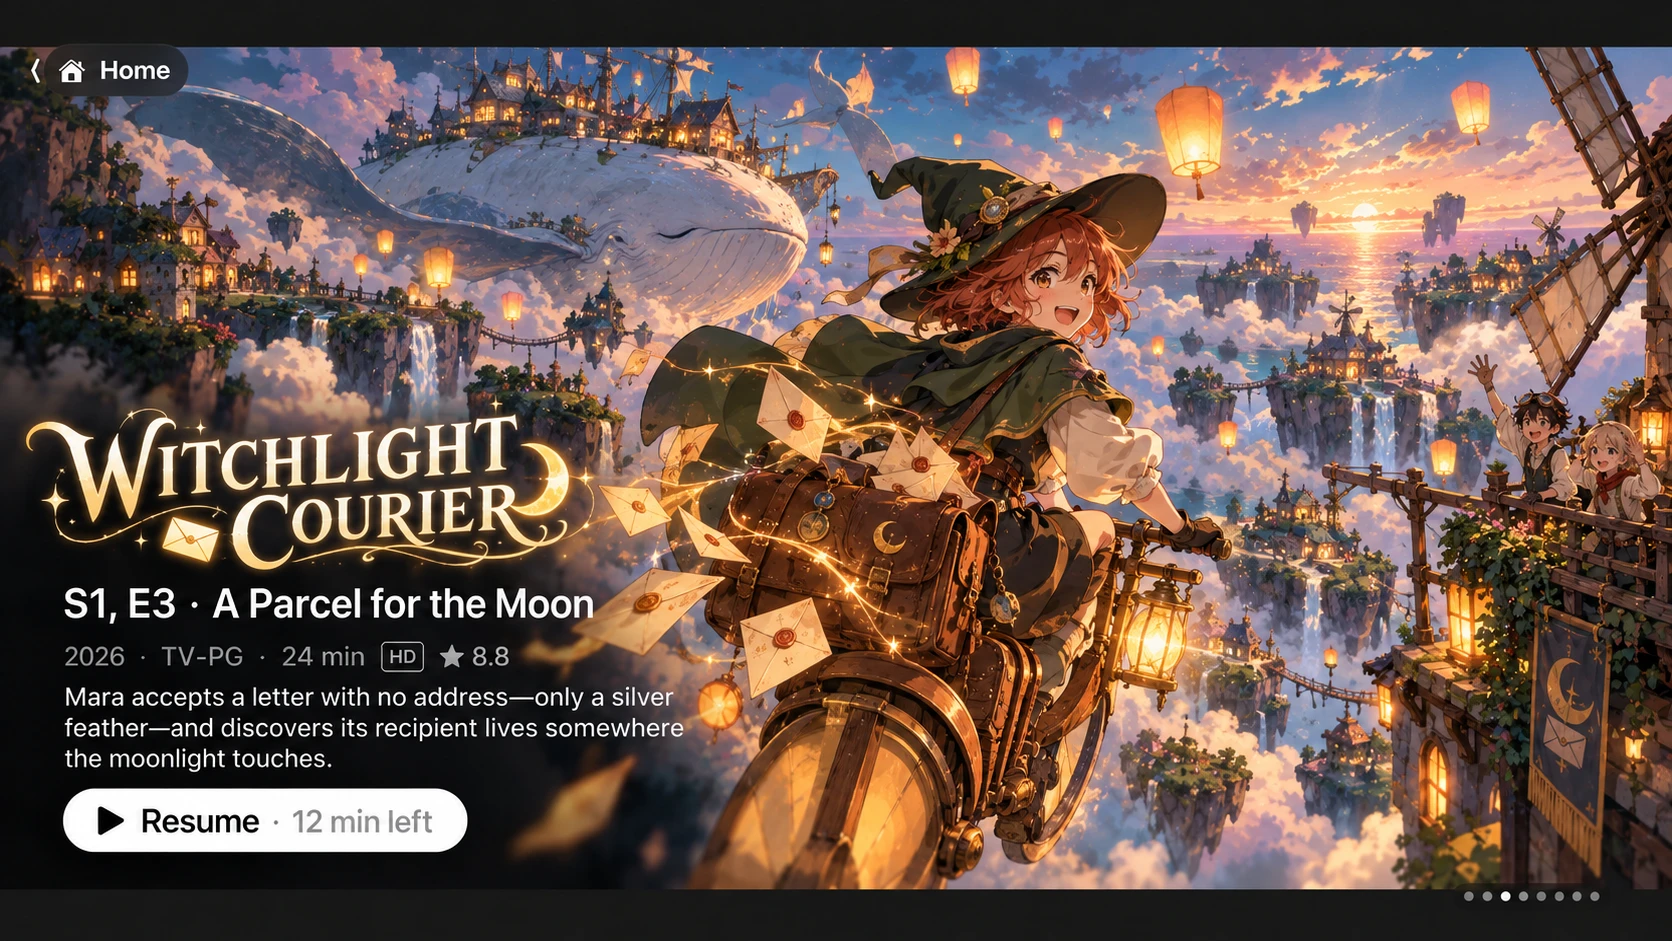 Home
WITCHLIGHT
COURIER
S1, E3 · A Parcel for the Moon
2026 · TV-PG · 24 min HD ★ 8.8
Mara accepts a letter with no address—only a silver
feather—and discovers its recipient lives somewhere
the moonlight touches.
Resume · 12 min left